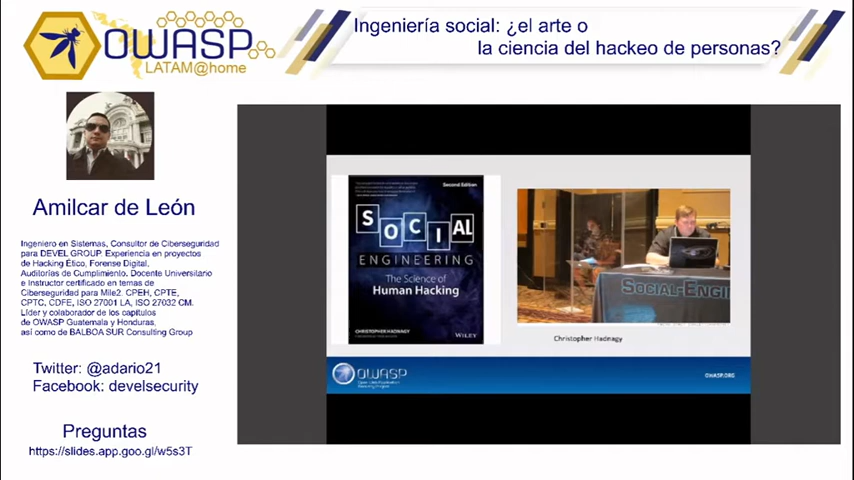 OWASP
LATAM@home
Ingeniería social: ¿el arte o
la ciencia del hackeo de personas?
Amilcar de León
Ingeniero en Sistemas, Consultor de Ciberseguridad
para DEVEL GROUP. Experiencia en proyectos
de Hacking Ético, Forense Digital,
Auditorías de Cumplimiento. Docente Universitario
e Instructor certificado en temas de
Ciberseguridad para Mile2. CPEH, CPTE,
CPTC, CDFE, ISO 27001 LA, ISO 27032 CM.
Líder y colaborador de los capítulos
de OWASP Guatemala y Honduras,
así como de BALBOA SUR Consulting Group
Twitter: @adario21
Facebook: develsecurity
Preguntas
https://slides.app.goo.gl/w5s3T
Second Edition
SOCIAL
ENGINEERING
The Science of
Human Hacking
CHRISTOPHER HADNAGY
WILEY
SOCIAL-ENGI
Christopher Hadnagy
OWASP
OWASP.ORG